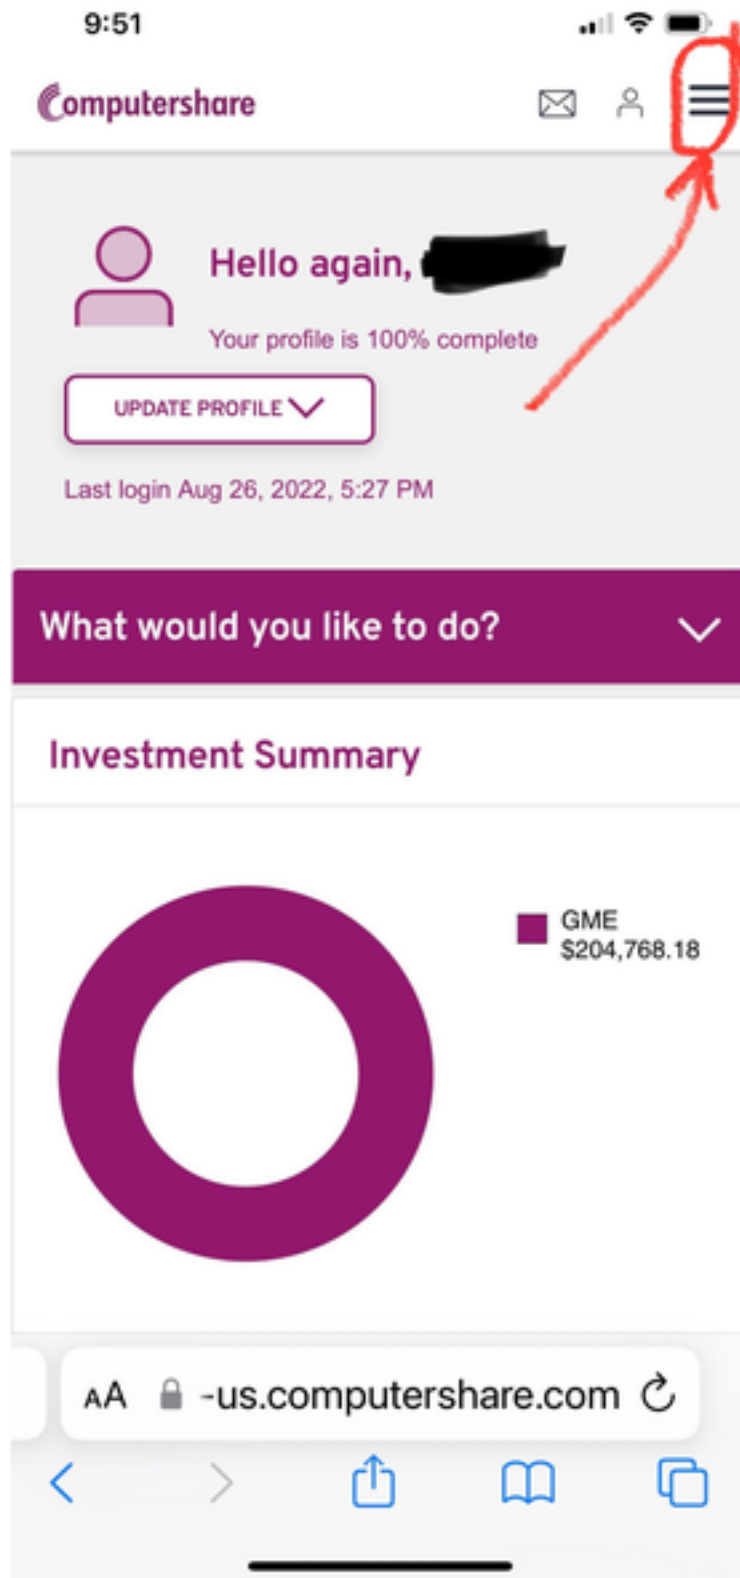 9:51
Computershare
Hello again,
Your profile is 100% complete
UPDATE PROFILE
Last login Aug 26, 2022, 5:27 PM
What would you like to do?
Investment Summary
GME
$204,768.18
AA -us.computershare.com